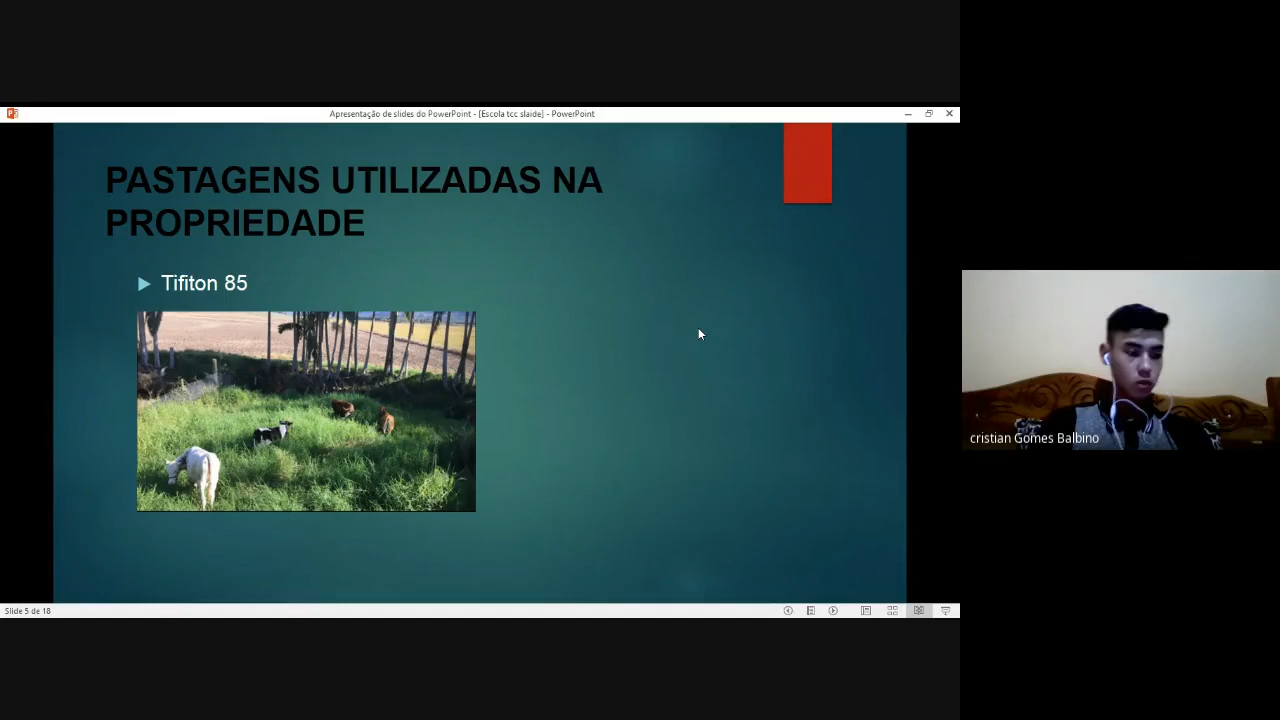 Apresentação de slides do PowerPoint - [Escola tcc slaide] - PowerPoint
PASTAGENS UTILIZADAS NA
PROPRIEDADE
Tifiton 85
cristian Gomes Balbino
Slide 5 de 18